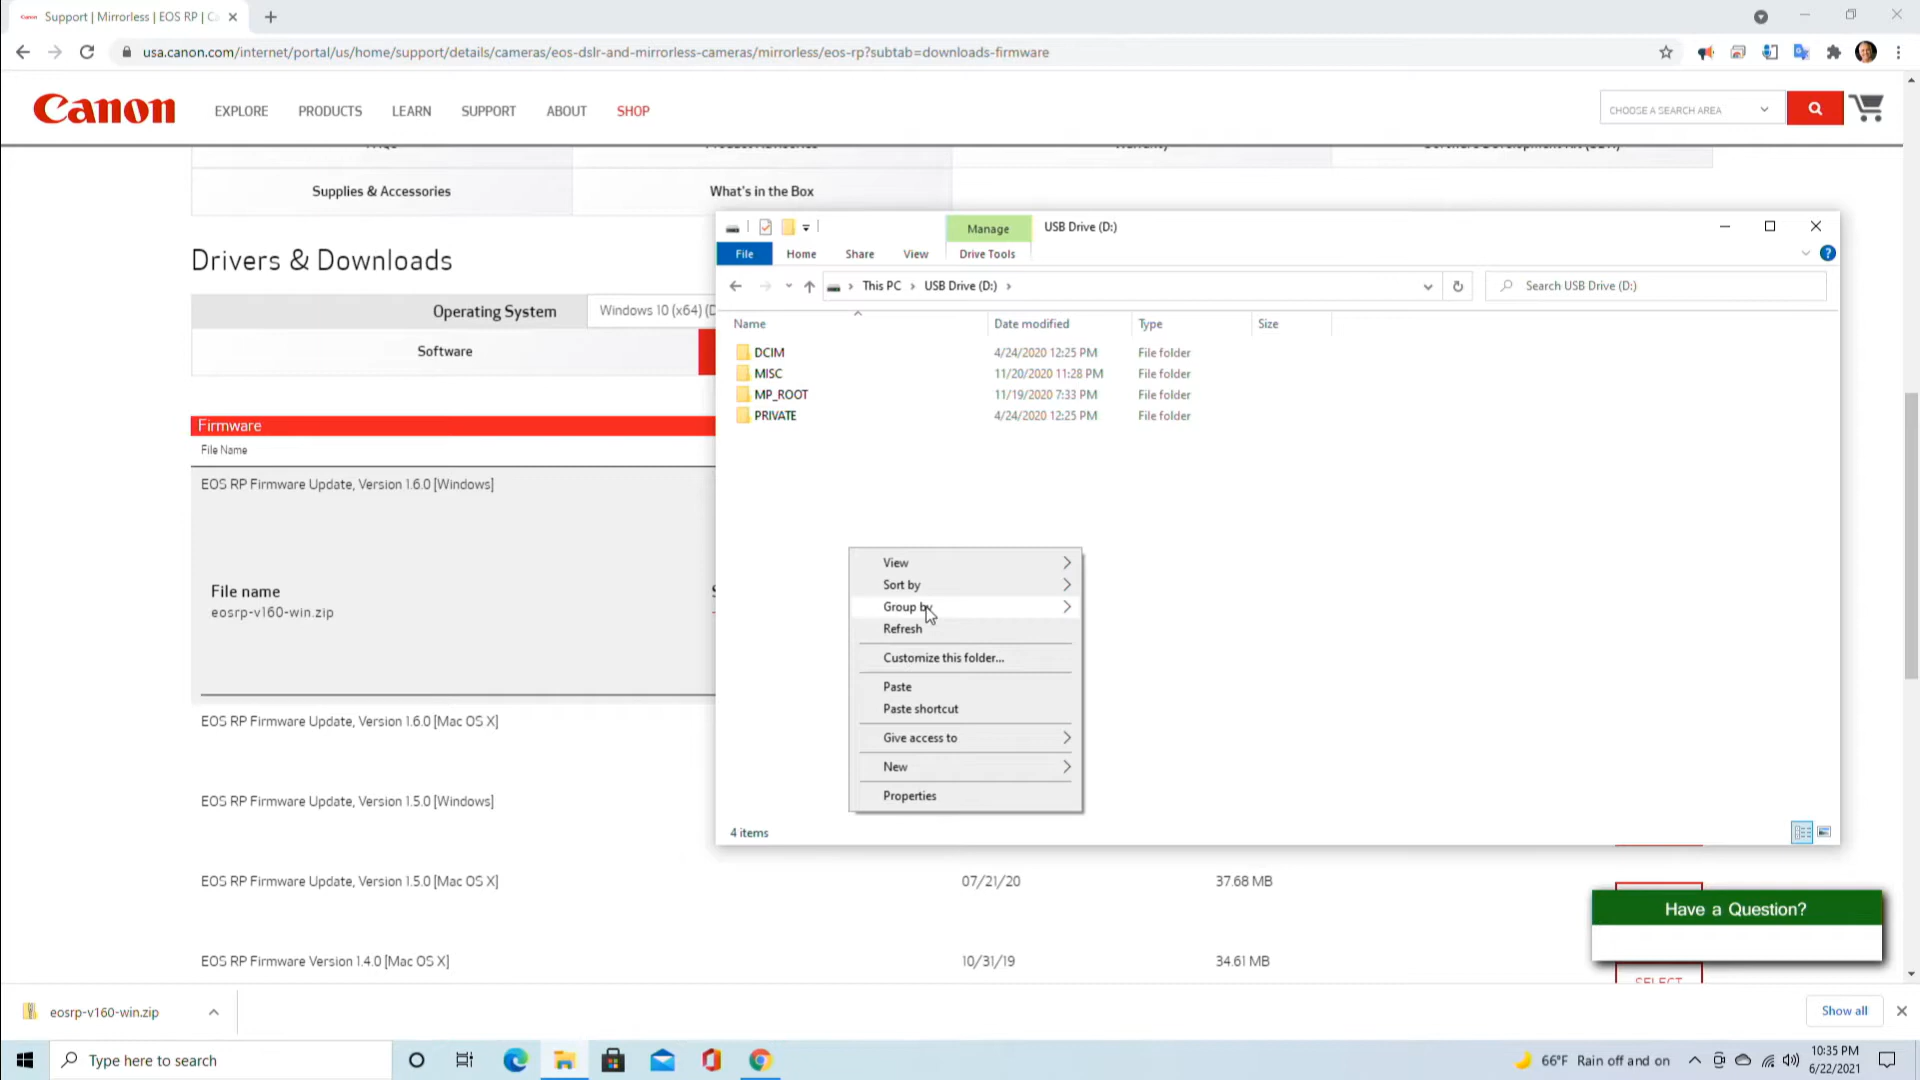 Support | Mirrorless | EOS RP | C
usa.canon.com/internet/portal/us/home/support/details/cameras/eos-dslr-and-mirrorless-cameras/mirrorless/eos-rp?subtab=downloads-firmware
Canon
EXPLORE PRODUCTS LEARN SUPPORT ABOUT SHOP
CHOOSE A SEARCH AREA
Supplies & Accessories
What's in the Box
Drivers & Downloads
Operating System
Windows 10 (x64)
Software
Firmware
File Name
EOS RP Firmware Update, Version 1.6.0 [Windows]
File name
eosrp-v160-win.zip
EOS RP Firmware Update, Version 1.6.0 [Mac OS X]
EOS RP Firmware Update, Version 1.5.0 [Windows]
EOS RP Firmware Update, Version 1.5.0 [Mac OS X] 07/21/20 37.68 MB
EOS RP Firmware Version 1.4.0 [Mac OS X] 10/31/19 34.61 MB
SELECT
Manage
USB Drive (D:)
File Home Share View Drive Tools
This PC > USB Drive (D:) >
Search USB Drive (D:)
Name Date modified Type Size
DCIM 4/24/2020 12:25 PM File folder
MISC 11/20/2020 11:28 PM File folder
MP_ROOT 11/19/2020 7:33 PM File folder
PRIVATE 4/24/2020 12:25 PM File folder
View
Sort by
Group by
Refresh
Customize this folder...
Paste
Paste shortcut
Give access to
New
Properties
4 items
Have a Question?
eosrp-v160-win.zip
Show all
Type here to search
66°F Rain off and on
10:35 PM
6/22/2021